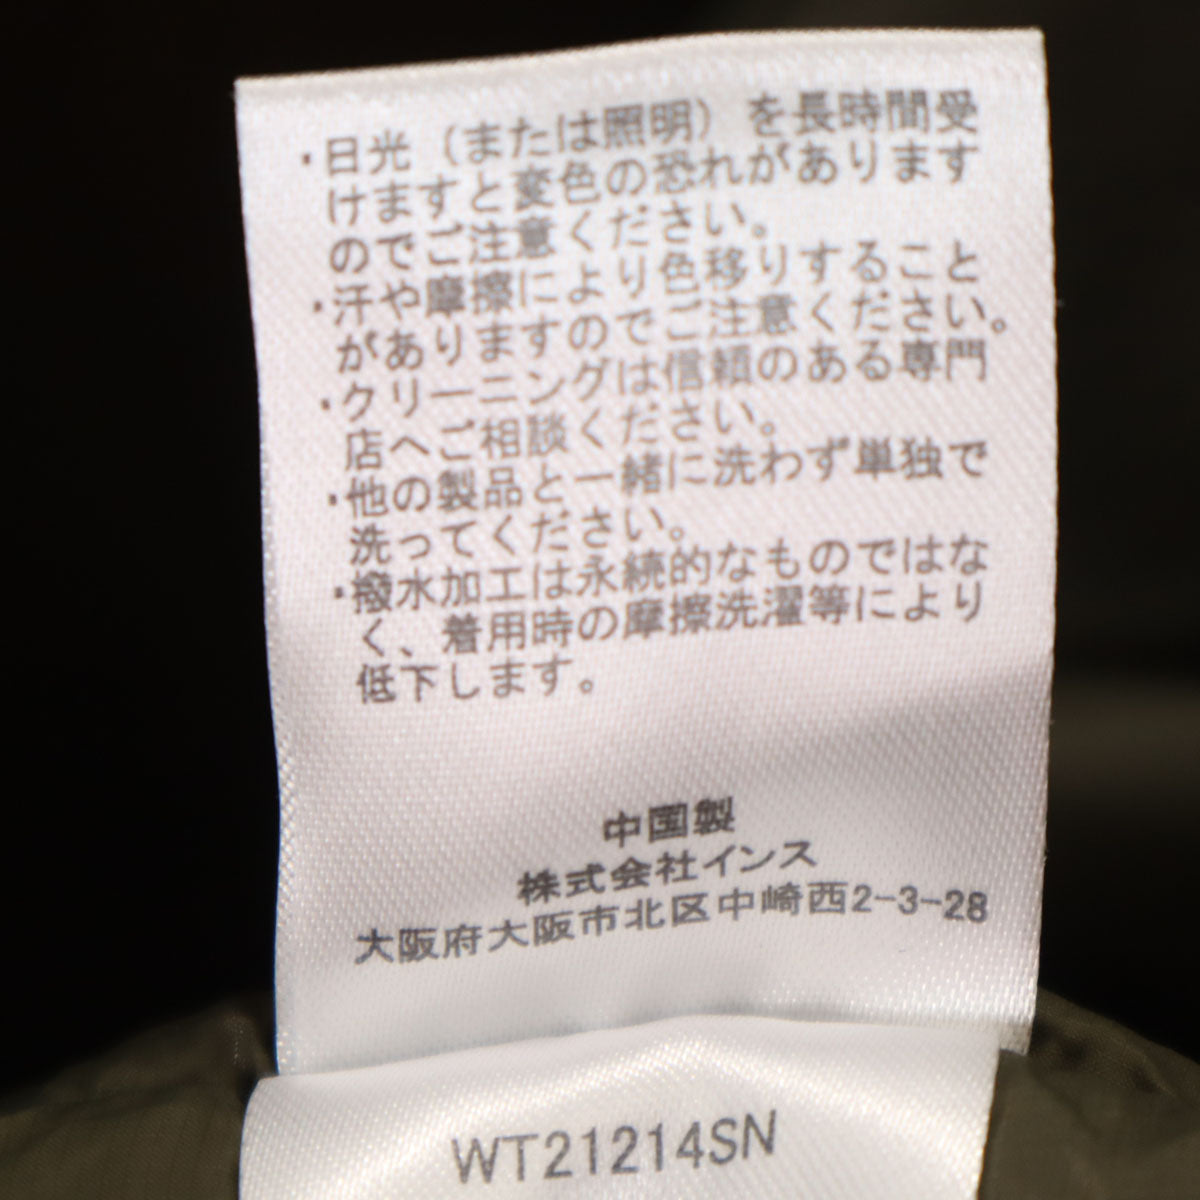 ・日光（または照明）を長時間受
けますと変色の恐れがあります
のでご注意ください。
・汗や摩擦により色移りすること
がありますのでご注意ください。
・クリーニングは信頼のある専門
店へご相談ください。
・他の製品と一緒に洗わず単独で
洗ってください。
・撥水加工は永続的なものではな
く、着用時の摩擦洗濯等により
低下します。
中国製
株式会社インス
大阪府大阪市北区中崎西2-3-28
WT21214SN